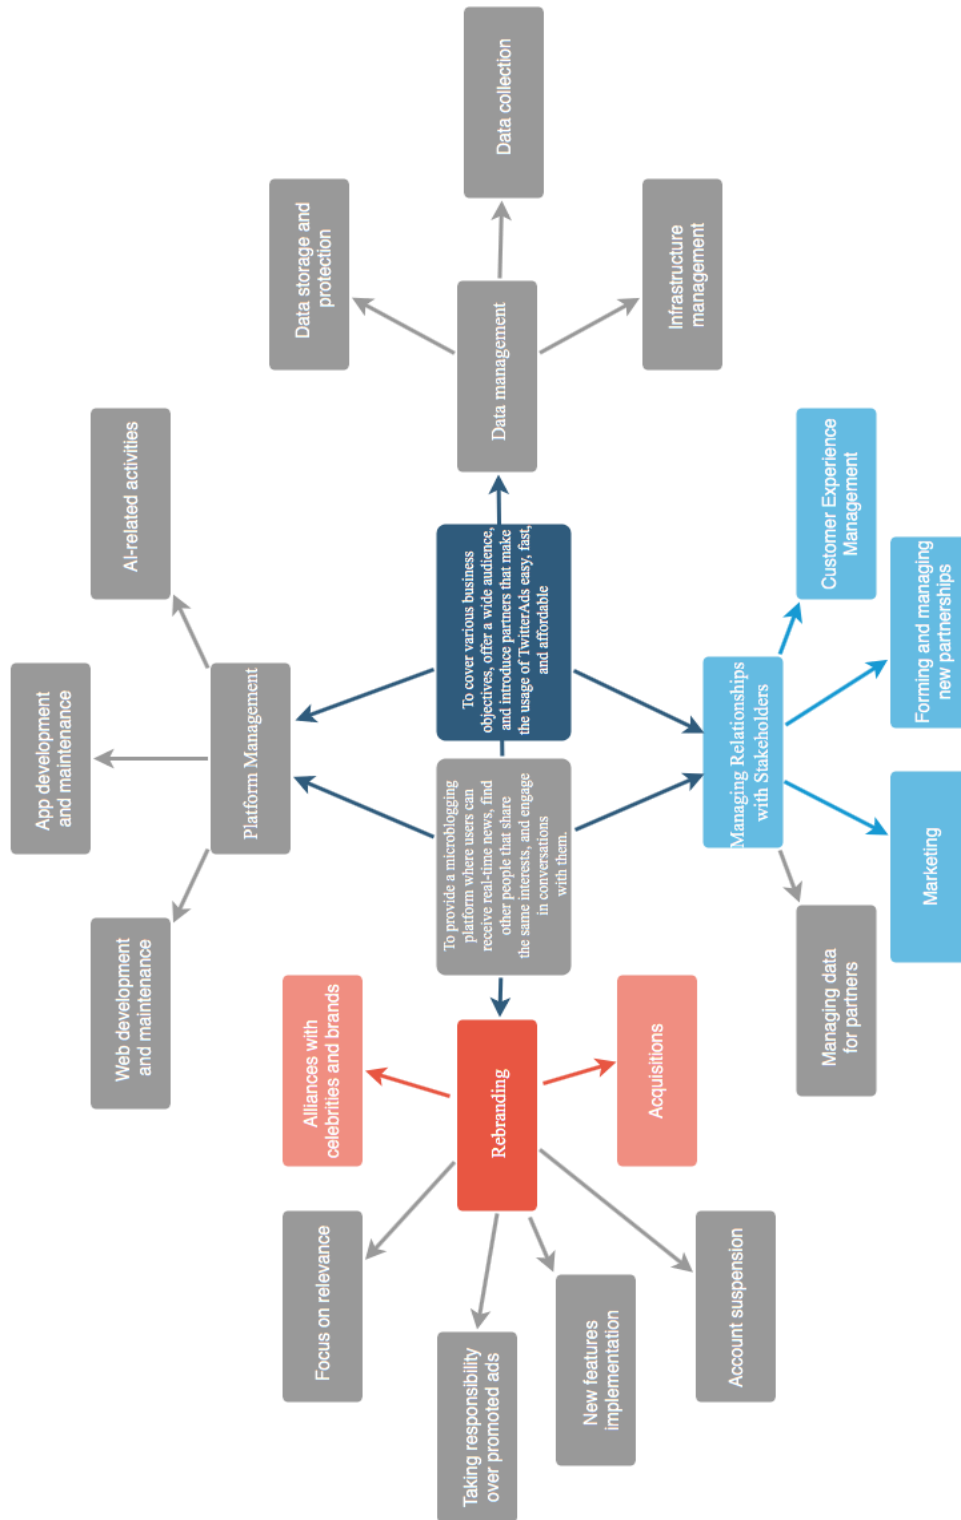 Web development
and maintenance
App development
and maintenance
AI-related activities
Platform Management
Data storage and
protection
Data collection
Data management
Infrastructure
management
Focus on relevance
Alliances with
celebrities and brands
Taking responsibility
over promoted ads
Rebranding
To provide a microblogging
platform where users can
receive real-time news, find
other people that share
the same interests, and engage
in conversations
with them.
To cover various business
objectives, offer a wide audience,
and introduce partners that make
the usage of TwitterAds easy, fast,
and affordable
New features
implementation
Acquisitions
Account suspension
Managing Relationships
with Stakeholders
Managing data
for partners
Customer Experience
Management
Marketing
Forming and managing
new partnerships